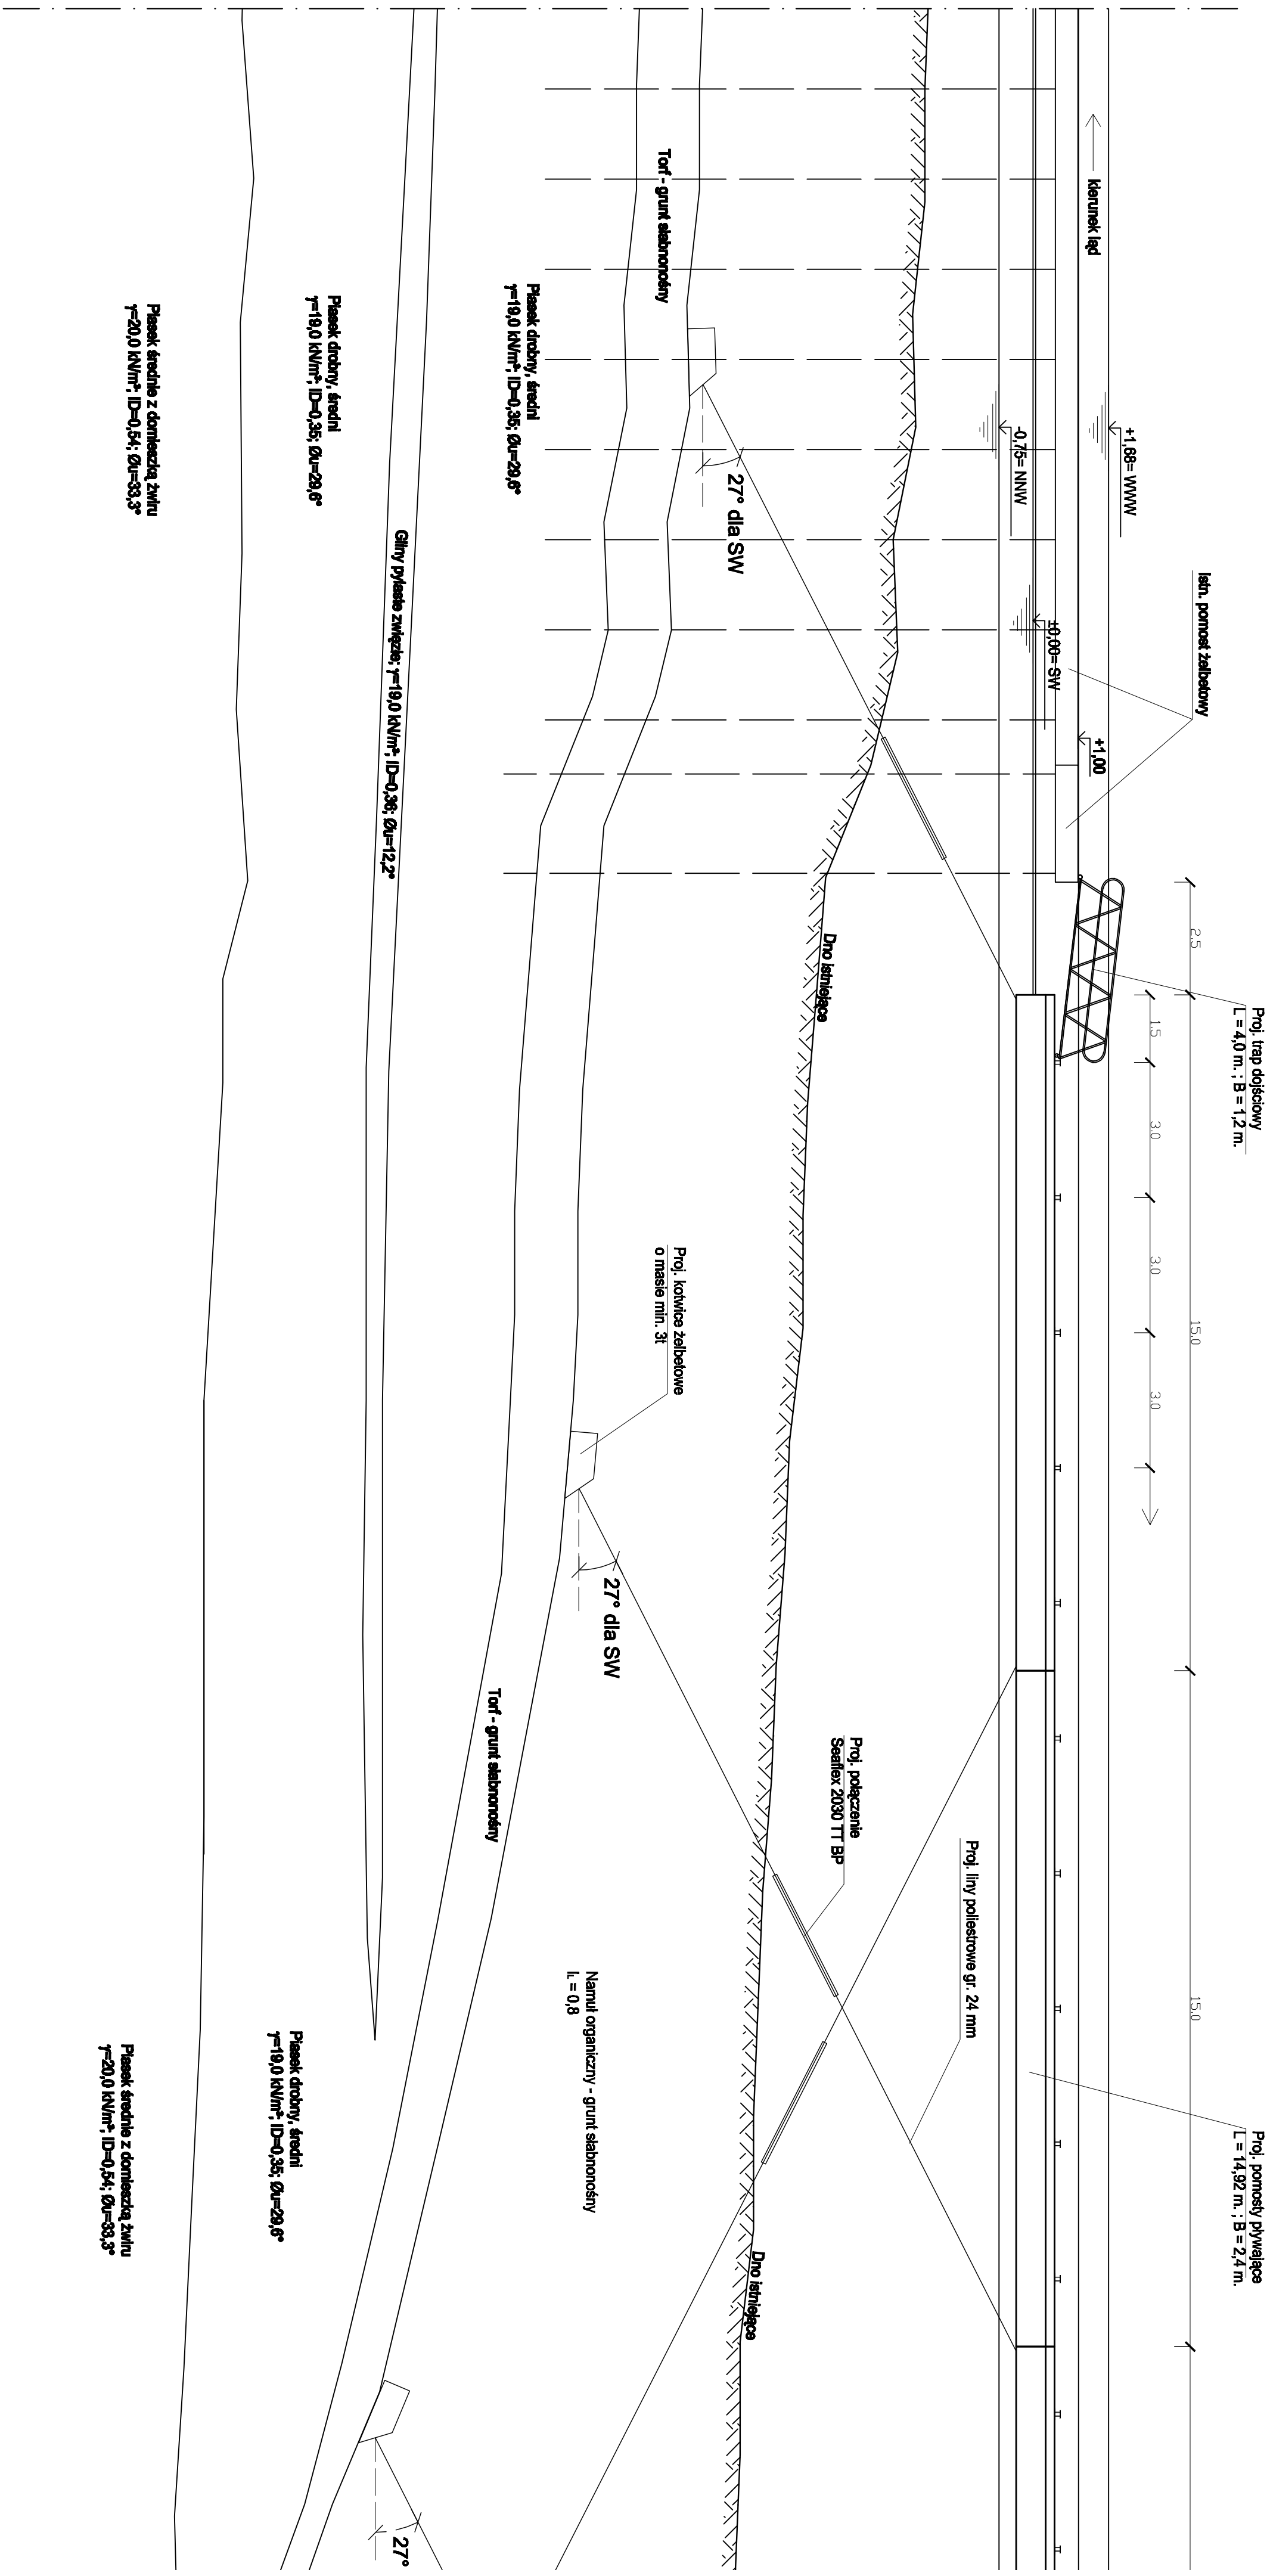 Proj. trap dojściowy
L = 4,0 m. ; B = 1,2 m.
Proj. pomosty pływające
L = 14,92 m. ; B = 2,4 m.
Istn. pomost żelbetowy
2.5
15.0
15.0
1.5
3.0
3.0
3.0
+1,68= WWW
kierunek ląd
+1,00
±0,00= SW
-0,75= NNW
Proj. liny poliestrowe gr. 24 mm
Proj. połączenie
Seaflex 2030 TT BP
Dno istniejące
Dno istniejące
27° dla SW
27° dla SW
27°
Torf - grunt słabnonośny
Proj. kotwice żelbetowe
o masie min. 3t
Namuł organiczny - grunt słabnonośny
IL = 0,8
Piasek drobny, średni
γ=19,0 kN/m³; ID=0,35; Øu=29,6°
Torf - grunt słabnonośny
Gliny pylaste zwięzłe; γ=19,0 kN/m³; ID=0,36; Øu=12,2°
Piasek drobny, średni
γ=19,0 kN/m³; ID=0,35; Øu=29,6°
Piasek drobny, średni
γ=19,0 kN/m³; ID=0,35; Øu=29,6°
Piasek średnie z domieszką żwiru
γ=20,0 kN/m³; ID=0,54; Øu=33,3°
Piasek średnie z domieszką żwiru
γ=20,0 kN/m³; ID=0,54; Øu=33,3°